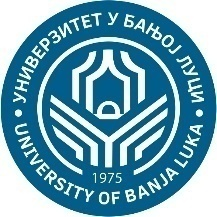 УНИВЕРЗИТЕТ У БАЊОЈ ЛУЦИ
1975
UNIVERSITY OF BANJA LUKA